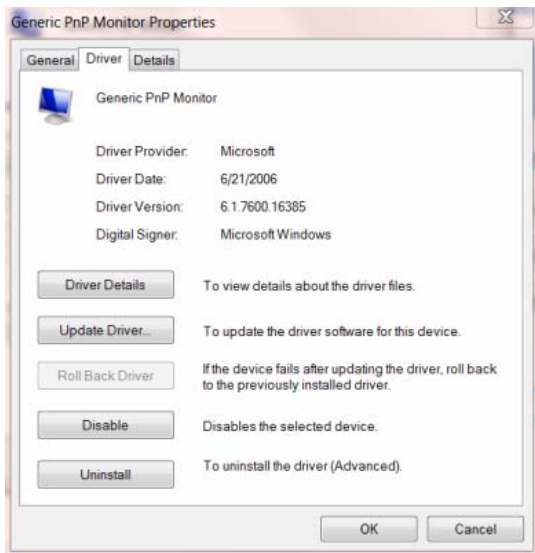 Generic PnP Monitor Properties
General Driver Details
Generic PnP Monitor
Driver Provider: Microsoft
Driver Date: 6/21/2006
Driver Version: 6.1.7600.16385
Digital Signer: Microsoft Windows
Driver Details To view details about the driver files.
Update Driver... To update the driver software for this device.
Roll Back Driver If the device fails after updating the driver, roll back
to the previously installed driver.
Disable Disables the selected device.
Uninstall To uninstall the driver (Advanced).
OK Cancel